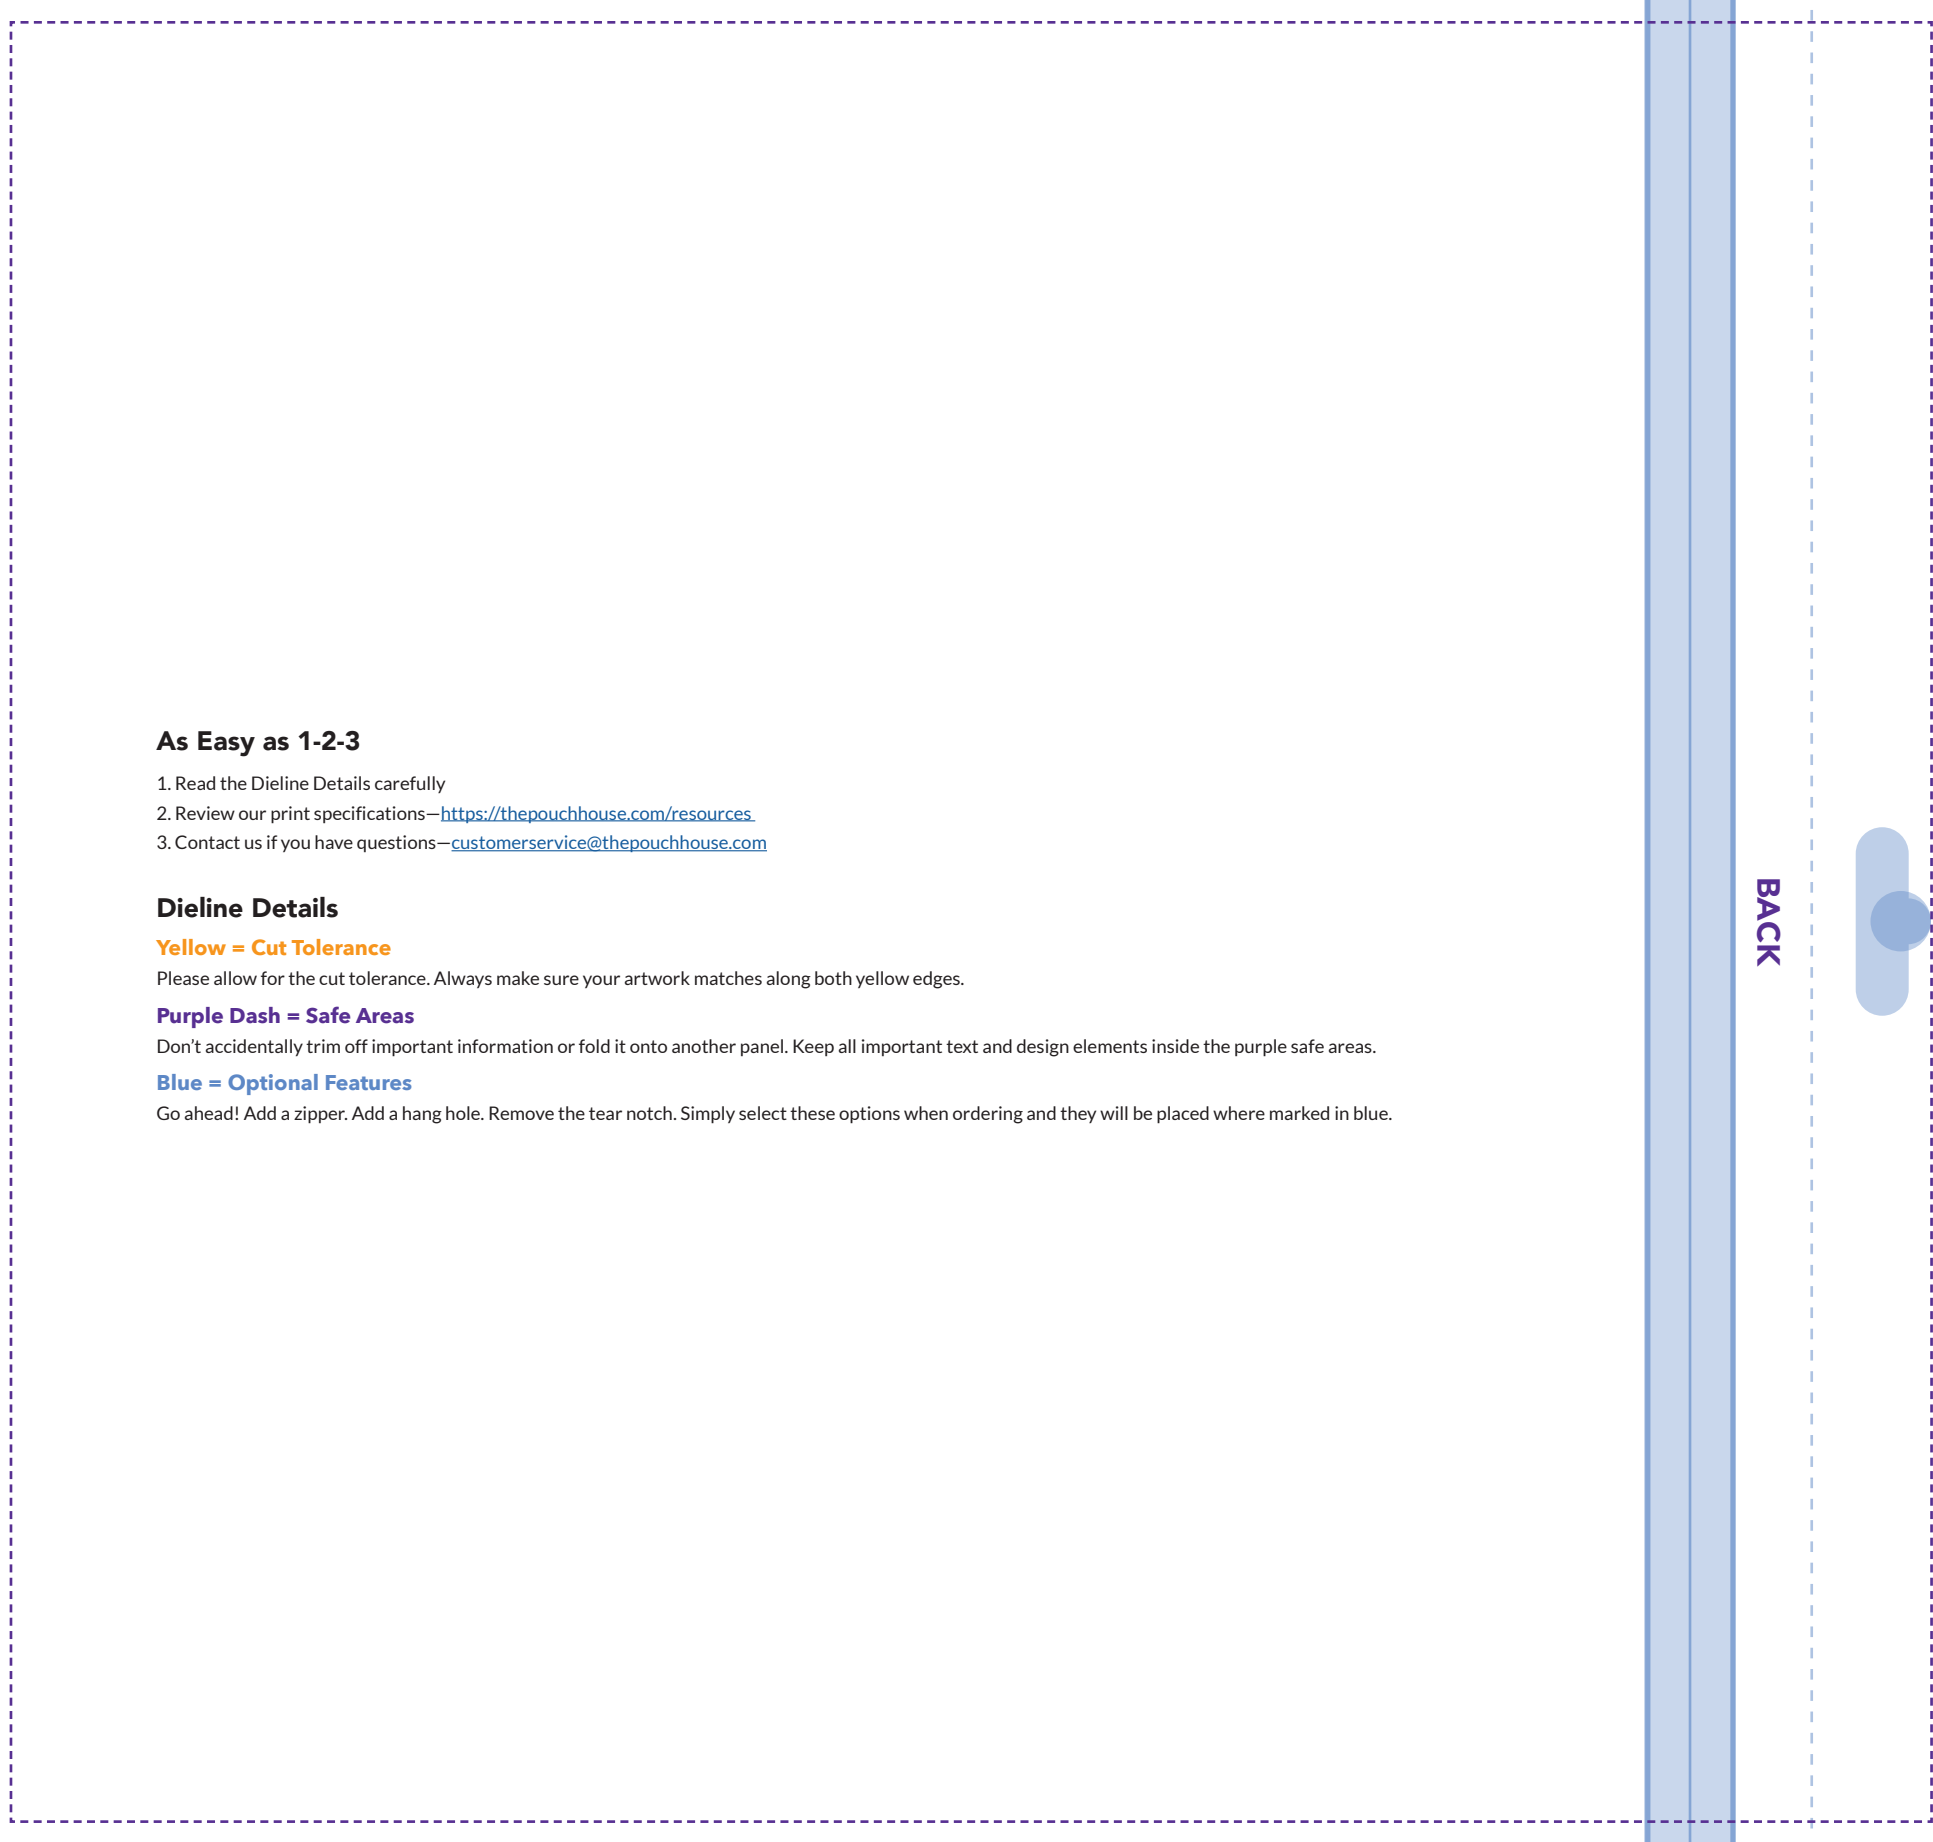 As Easy as 1-2-3
1. Read the Dieline Details carefully
2. Review our print specifications—https://thepouchhouse.com/resources
3. Contact us if you have questions—customerservice@thepouchhouse.com
Dieline Details
Yellow = Cut Tolerance
Please allow for the cut tolerance. Always make sure your artwork matches along both yellow edges.
Purple Dash = Safe Areas
Don’t accidentally trim off important information or fold it onto another panel. Keep all important text and design elements inside the purple safe areas.
Blue = Optional Features
Go ahead! Add a zipper. Add a hang hole. Remove the tear notch. Simply select these options when ordering and they will be placed where marked in blue.
BACK